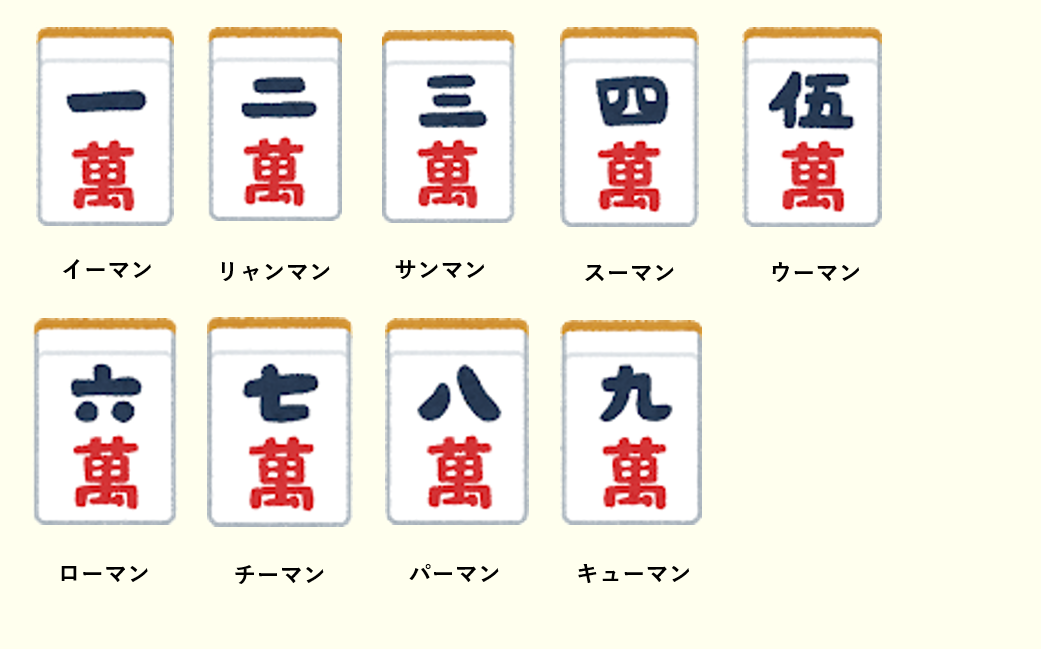 一 二 三 四 伍
萬 萬 萬 萬 萬
イーマン リャンマン サンマン スーマン ウーマン
六 七 八 九
萬 萬 萬 萬
ローマン チーマン パーマン キューマン